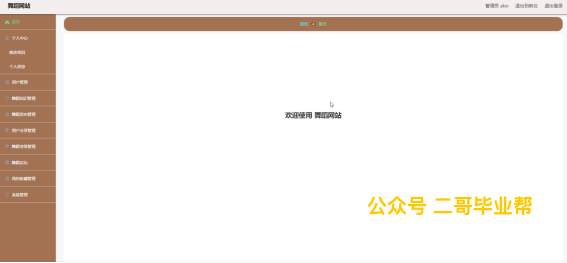 舞蹈网站
管理员 abo 退出到前台 退出登录
首页
首页 首页
个人中心
修改密码
个人信息
用户管理
舞蹈知识管理
舞蹈发布管理
用户分享管理
舞蹈专辑管理
舞蹈论坛
我的收藏管理
系统管理
欢迎使用 舞蹈网站
公众号 二哥毕业帮